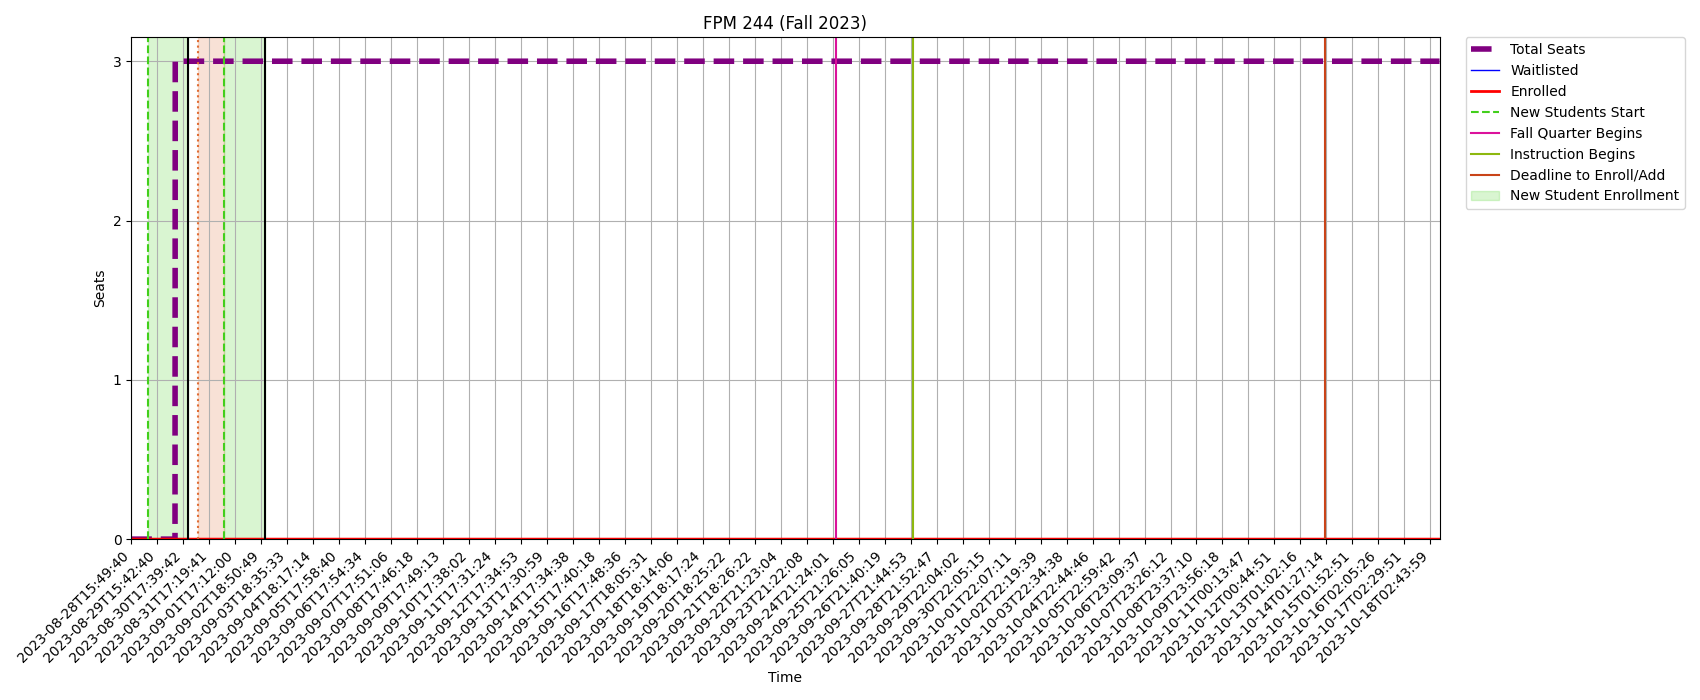 FPM 244 (Fall 2023)
Total Seats
Waitlisted
Enrolled
New Students Start
Fall Quarter Begins
Instruction Begins
Deadline to Enroll/Add
New Student Enrollment
Seats
3
2
1
0
2023-08-28T15:49:40
2023-08-29T15:42:40
2023-08-30T17:39:42
2023-08-31T17:19:41
2023-09-01T17:12:00
2023-09-02T18:50:49
2023-09-03T18:35:33
2023-09-04T18:17:14
2023-09-05T17:58:40
2023-09-06T17:54:34
2023-09-07T17:51:06
2023-09-08T17:46:18
2023-09-09T17:49:13
2023-09-10T17:38:02
2023-09-11T17:31:24
2023-09-12T17:34:53
2023-09-13T17:30:59
2023-09-14T17:34:38
2023-09-15T17:40:18
2023-09-16T17:48:36
2023-09-17T18:05:31
2023-09-18T18:14:06
2023-09-19T18:17:24
2023-09-20T18:25:22
2023-09-21T18:26:22
2023-09-22T21:23:04
2023-09-23T21:22:08
2023-09-24T21:24:01
2023-09-25T21:26:05
2023-09-26T21:40:19
2023-09-27T21:44:53
2023-09-28T21:52:47
2023-09-29T22:04:02
2023-09-30T22:05:15
2023-10-01T22:07:11
2023-10-02T22:19:39
2023-10-03T22:34:38
2023-10-04T22:44:46
2023-10-05T22:59:42
2023-10-06T23:09:37
2023-10-07T23:26:12
2023-10-08T23:37:10
2023-10-09T23:56:18
2023-10-11T00:13:47
2023-10-12T00:44:51
2023-10-13T01:02:16
2023-10-14T01:27:14
2023-10-15T01:52:51
2023-10-16T02:05:26
2023-10-17T02:29:51
2023-10-18T02:43:59
Time